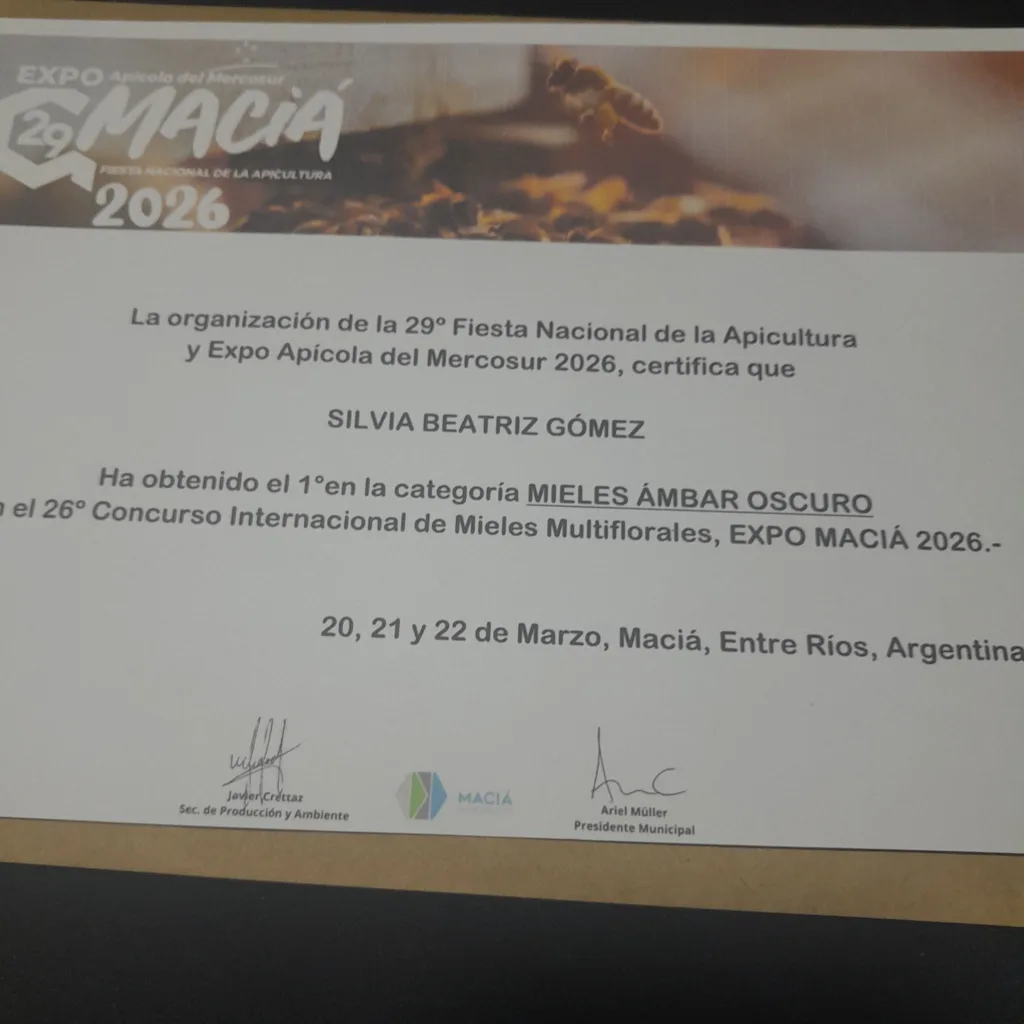 EXPO Apícola del Mercosur
29 MACIÁ
FIESTA NACIONAL DE LA APICULTURA
2026
La organización de la 29º Fiesta Nacional de la Apicultura
y Expo Apícola del Mercosur 2026, certifica que
SILVIA BEATRIZ GÓMEZ
Ha obtenido el 1°en la categoría MIELES ÁMBAR OSCURO
el 26º Concurso Internacional de Mieles Multiflorales, EXPO MACIÁ 2026.-
20, 21 y 22 de Marzo, Maciá, Entre Ríos, Argentina
Javier Crettaz
Sec. de Producción y Ambiente
MACIÁ
Ariel Müller
Presidente Municipal